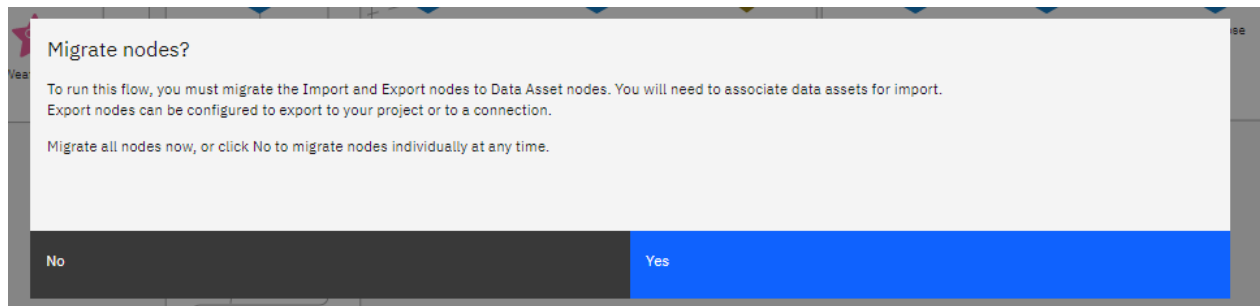 Migrate nodes?
To run this flow, you must migrate the Import and Export nodes to Data Asset nodes. You will need to associate data assets for import.
Export nodes can be configured to export to your project or to a connection.
Migrate all nodes now, or click No to migrate nodes individually at any time.
No
Yes